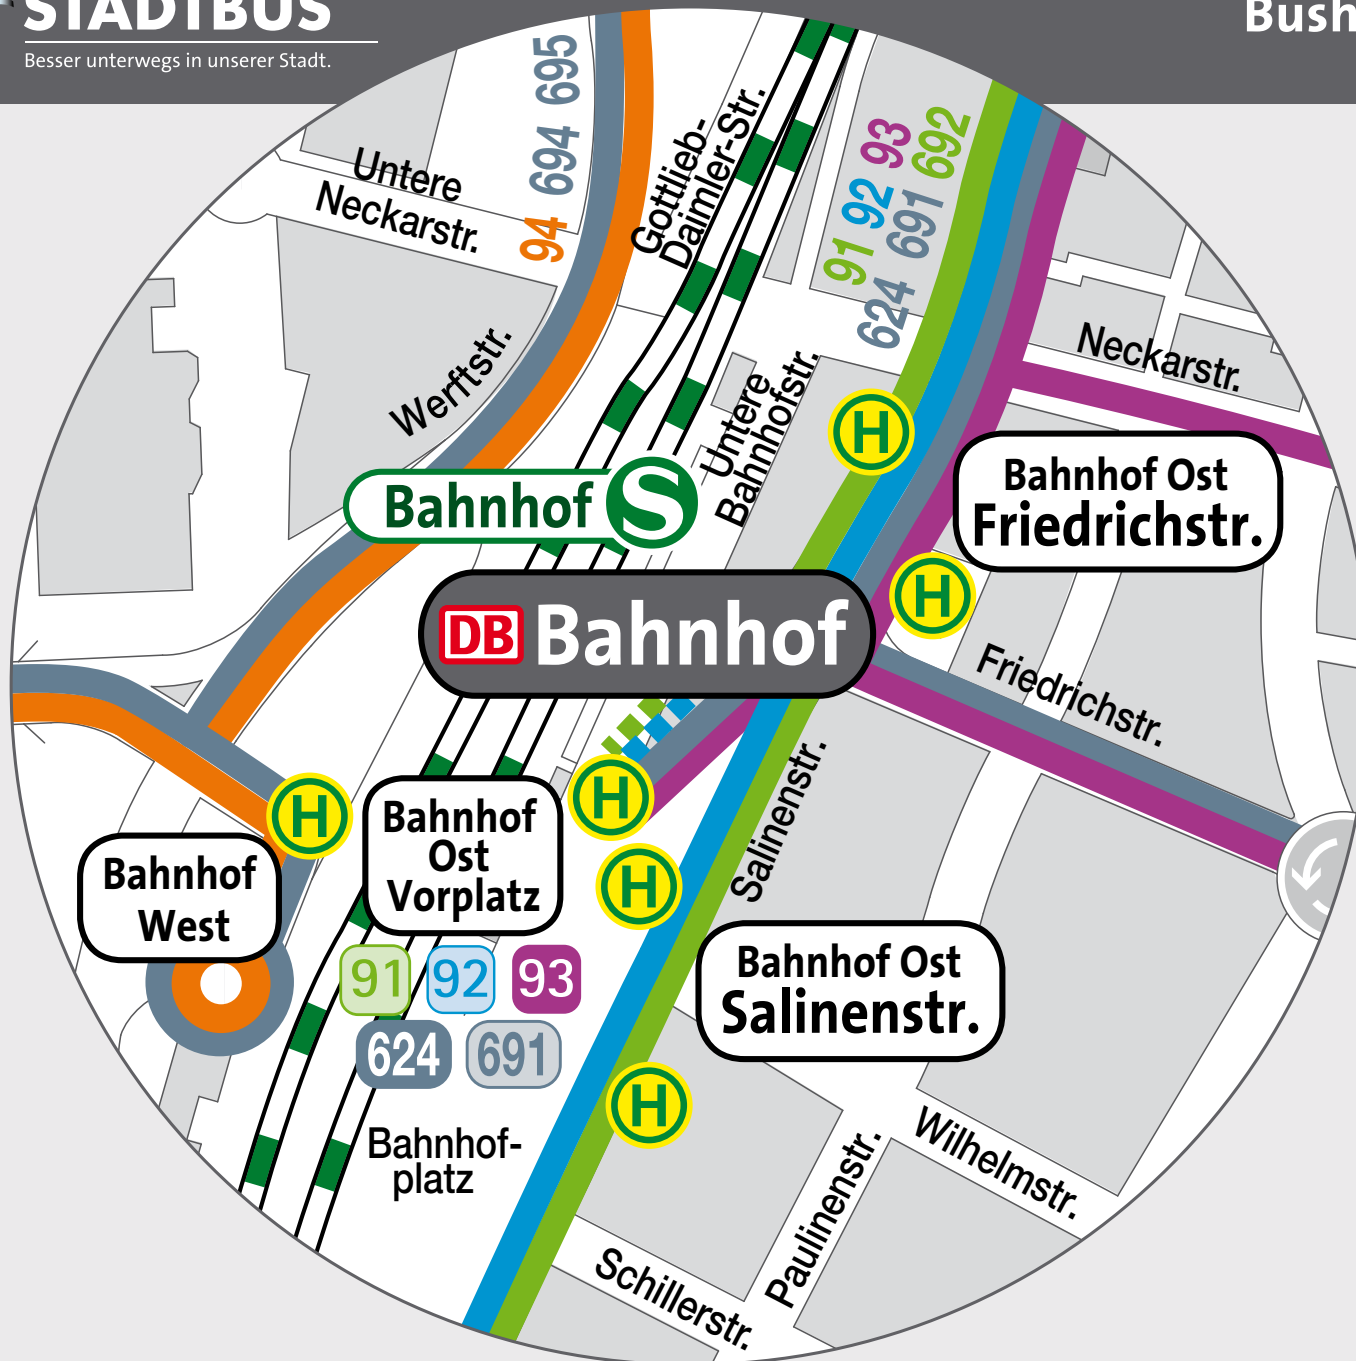 STADTBUS
Besser unterwegs in unserer Stadt.
Bush
695
694
94
Untere
Neckarstr.
Gottlieb-
Daimler-Str.
93
692
92
691
91
624
Werftstr.
Neckarstr.
Untere
Bahnhofstr.
Bahnhof S
Bahnhof Ost
Friedrichstr.
H
H
DB Bahnhof
Friedrichstr.
Salinenstr.
H
H
H
H
Bahnhof
West
Bahnhof
Ost
Vorplatz
91 92 93
624 691
Bahnhof Ost
Salinenstr.
Bahnhof-
platz
Wilhelmstr.
Paulinenstr.
Schillerstr.